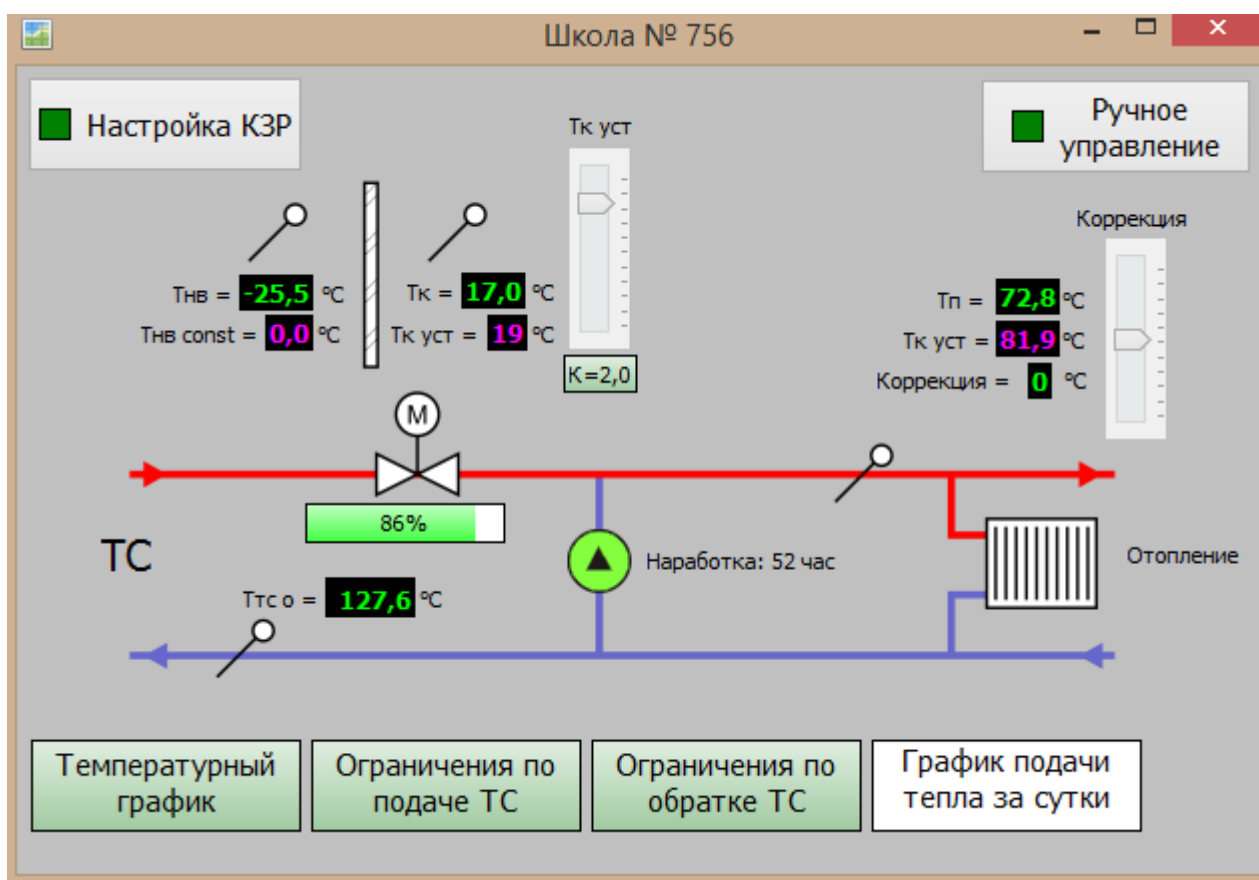 Школа № 756
Настройка КЗР
Тк уст
Ручное
управление
Коррекция
Тнв = -25,5 °C
Тк = 17,0 °C
Тп = 72,8 °C
Тнв const = 0,0 °C
Тк уст = 19 °C
Тк уст = 81,9 °C
К=2,0
Коррекция = 0 °C
М
86%
ТС
Наработка: 52 час
Отопление
Ттс о = 127,6 °C
Температурный
график
Ограничения по
подаче ТС
Ограничения по
обратке ТС
График подачи
тепла за сутки